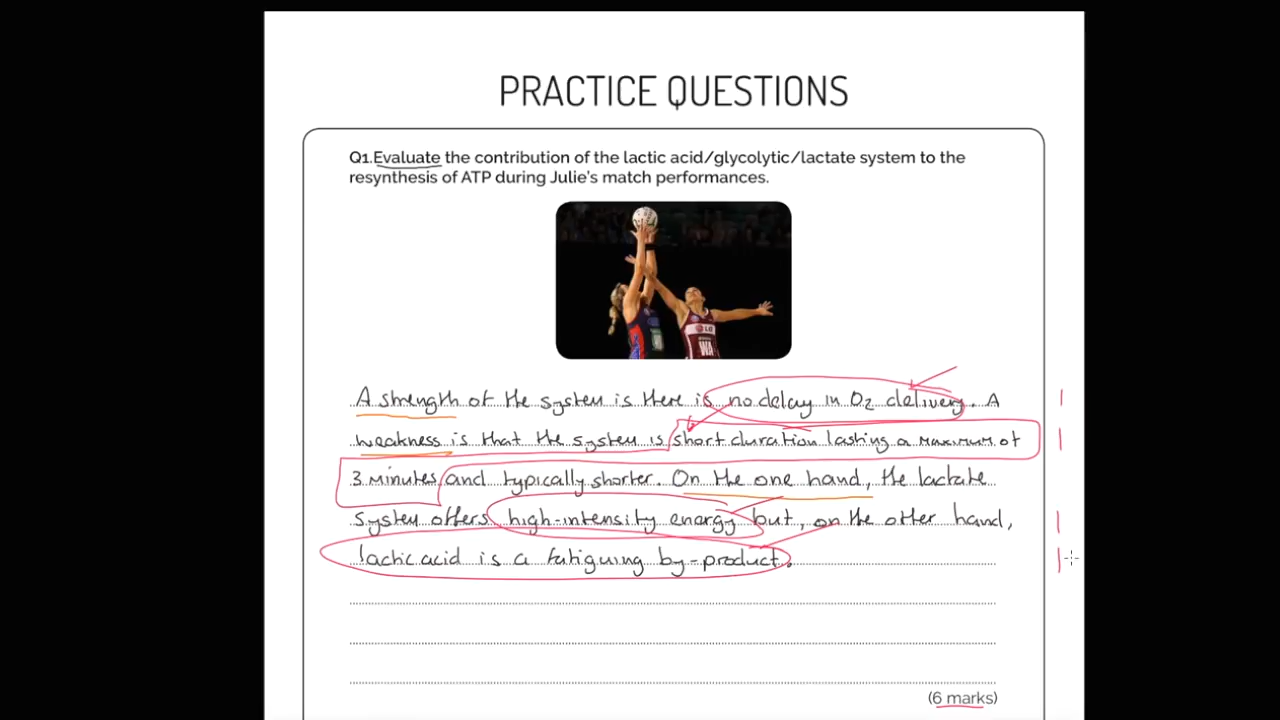 PRACTICE QUESTIONS
Q1.Evaluate the contribution of the lactic acid/glycolytic/lactate system to the
resynthesis of ATP during Julie's match performances.
LG
WA
A strength of the system is there is no delay in O2 delivery. A
weakness is that the system is short duration lasting a maximum of
3 minutes and typically shorter. On the one hand, the lactate
system offers high-intensity energy but, on the other hand,
lactic acid is a fatiguing by-product.
(6 marks)